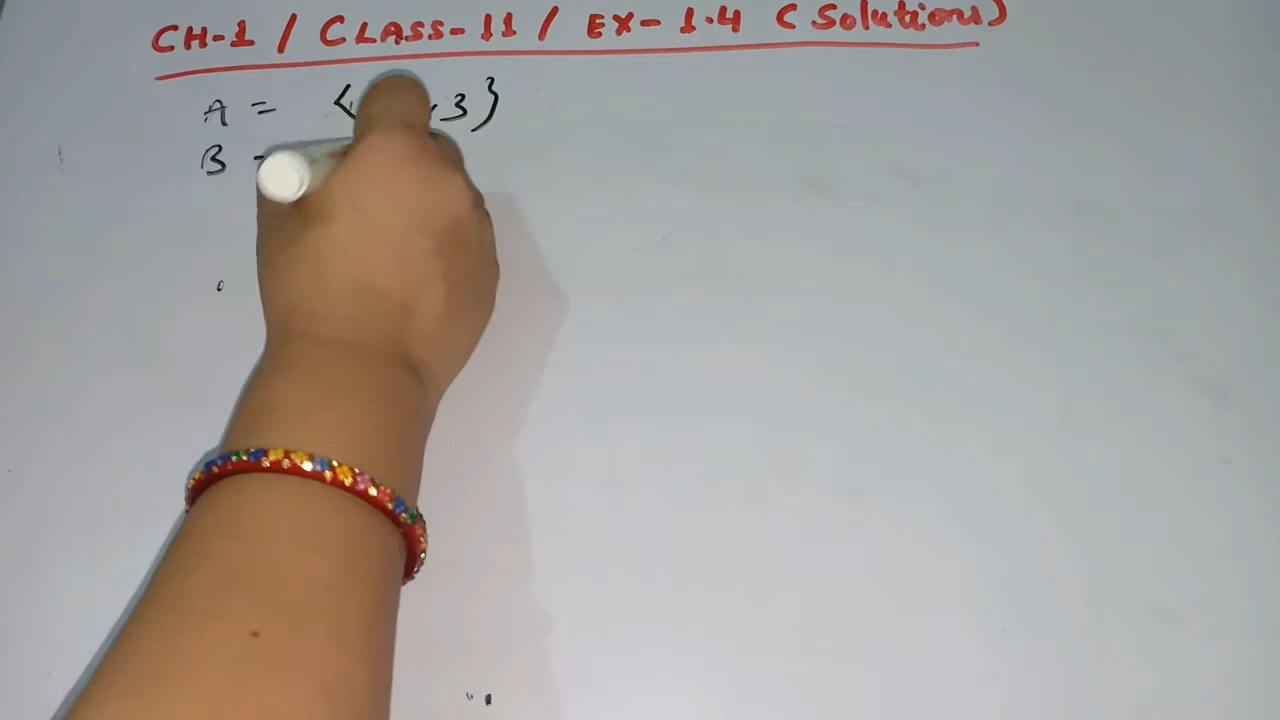 CH-1 / CLASS-11 / EX-1.4 (Solutions)
A = { ,3}
B =